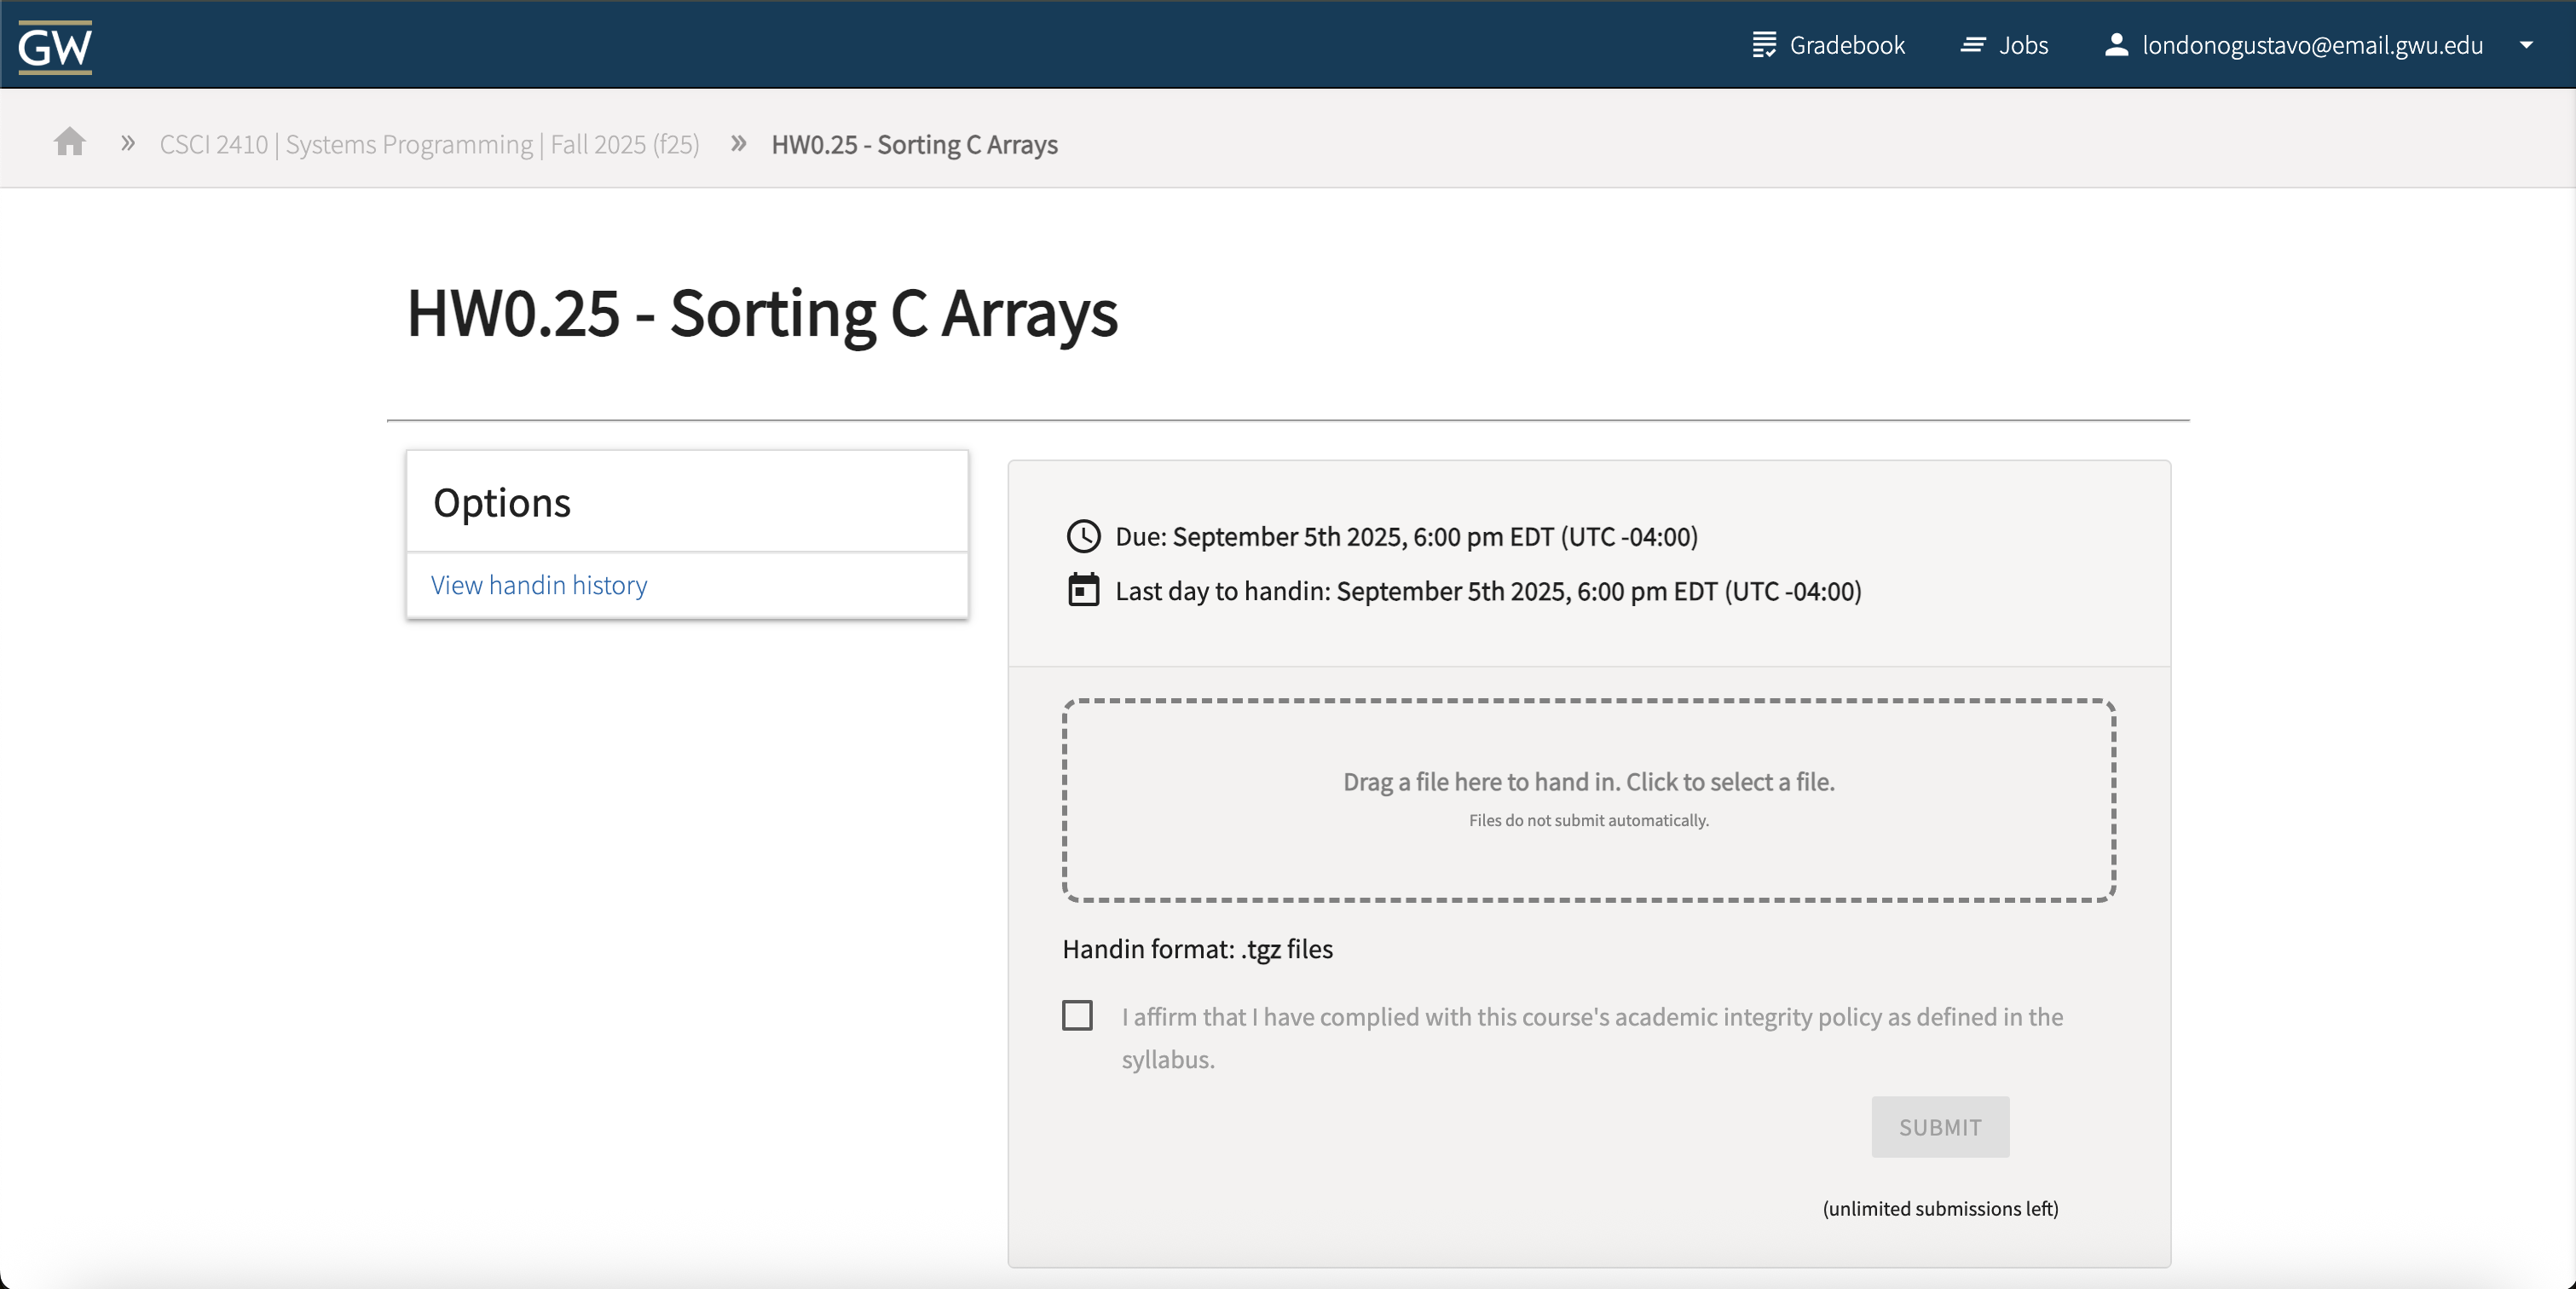 GW
Gradebook
Jobs
londonogustavo@email.gwu.edu
» CSCI 2410 | Systems Programming | Fall 2025 (f25) » HW0.25 - Sorting C Arrays
HW0.25 - Sorting C Arrays
Options
View handin history
Due: September 5th 2025, 6:00 pm EDT (UTC -04:00)
Last day to handin: September 5th 2025, 6:00 pm EDT (UTC -04:00)
Drag a file here to hand in. Click to select a file.
Files do not submit automatically.
Handin format: .tgz files
I affirm that I have complied with this course's academic integrity policy as defined in the
syllabus.
SUBMIT
(unlimited submissions left)